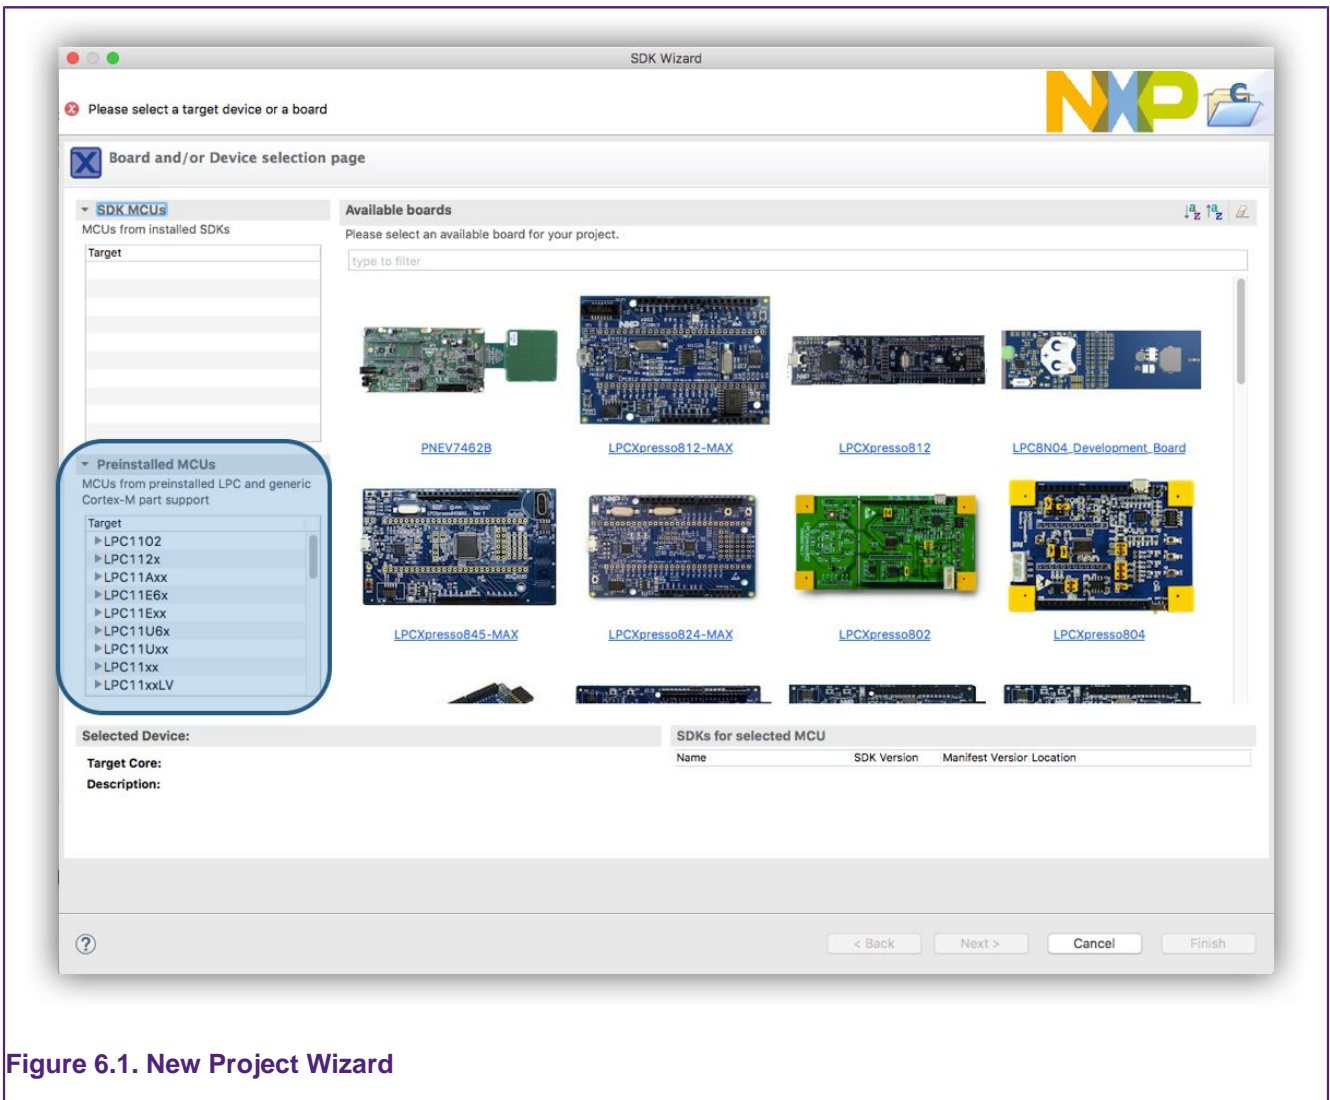 SDK Wizard
Please select a target device or a board
NXP
C
Board and/or Device selection page
SDK MCUs
MCUs from installed SDKs
Target
Preinstalled MCUs
MCUs from preinstalled LPC and generic
Cortex-M part support
Target
LPC1102
LPC112x
LPC11Axx
LPC11E6x
LPC11Exx
LPC11U6x
LPC11Uxx
LPC11xx
LPC11xxLV
Available boards
Please select an available board for your project.
type to filter
PNEV7462B
LPCXpresso812-MAX
LPCXpresso812
LPC8N04_Development_Board
LPCXpresso845-MAX
LPCXpresso824-MAX
LPCXpresso802
LPCXpresso804
Selected Device:
Target Core:
Description:
SDKs for selected MCU
Name SDK Version Manifest Versior Location
?
< Back Next > Cancel Finish
Figure 6.1. New Project Wizard